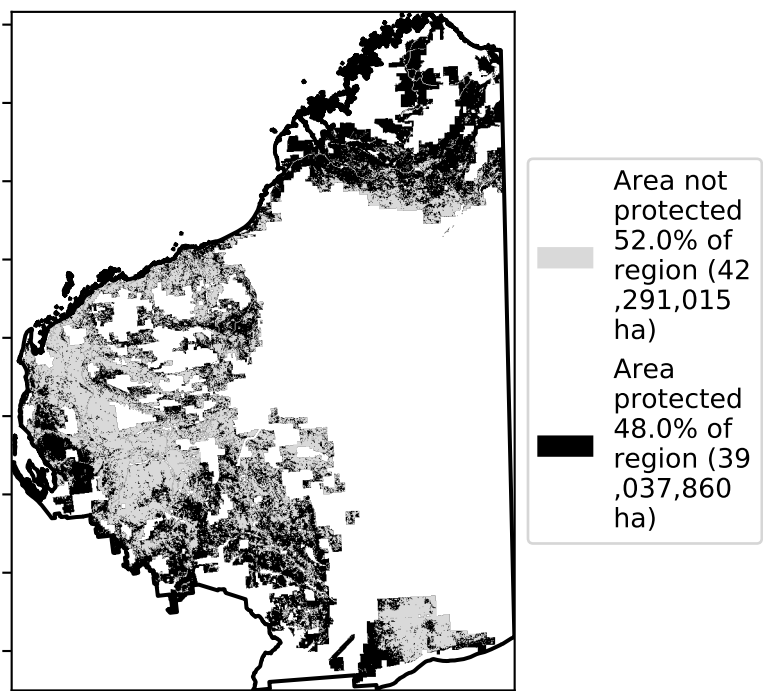 Area not
protected
52.0% of
region (42
,291,015
ha)
Area
protected
48.0% of
region (39
,037,860
ha)